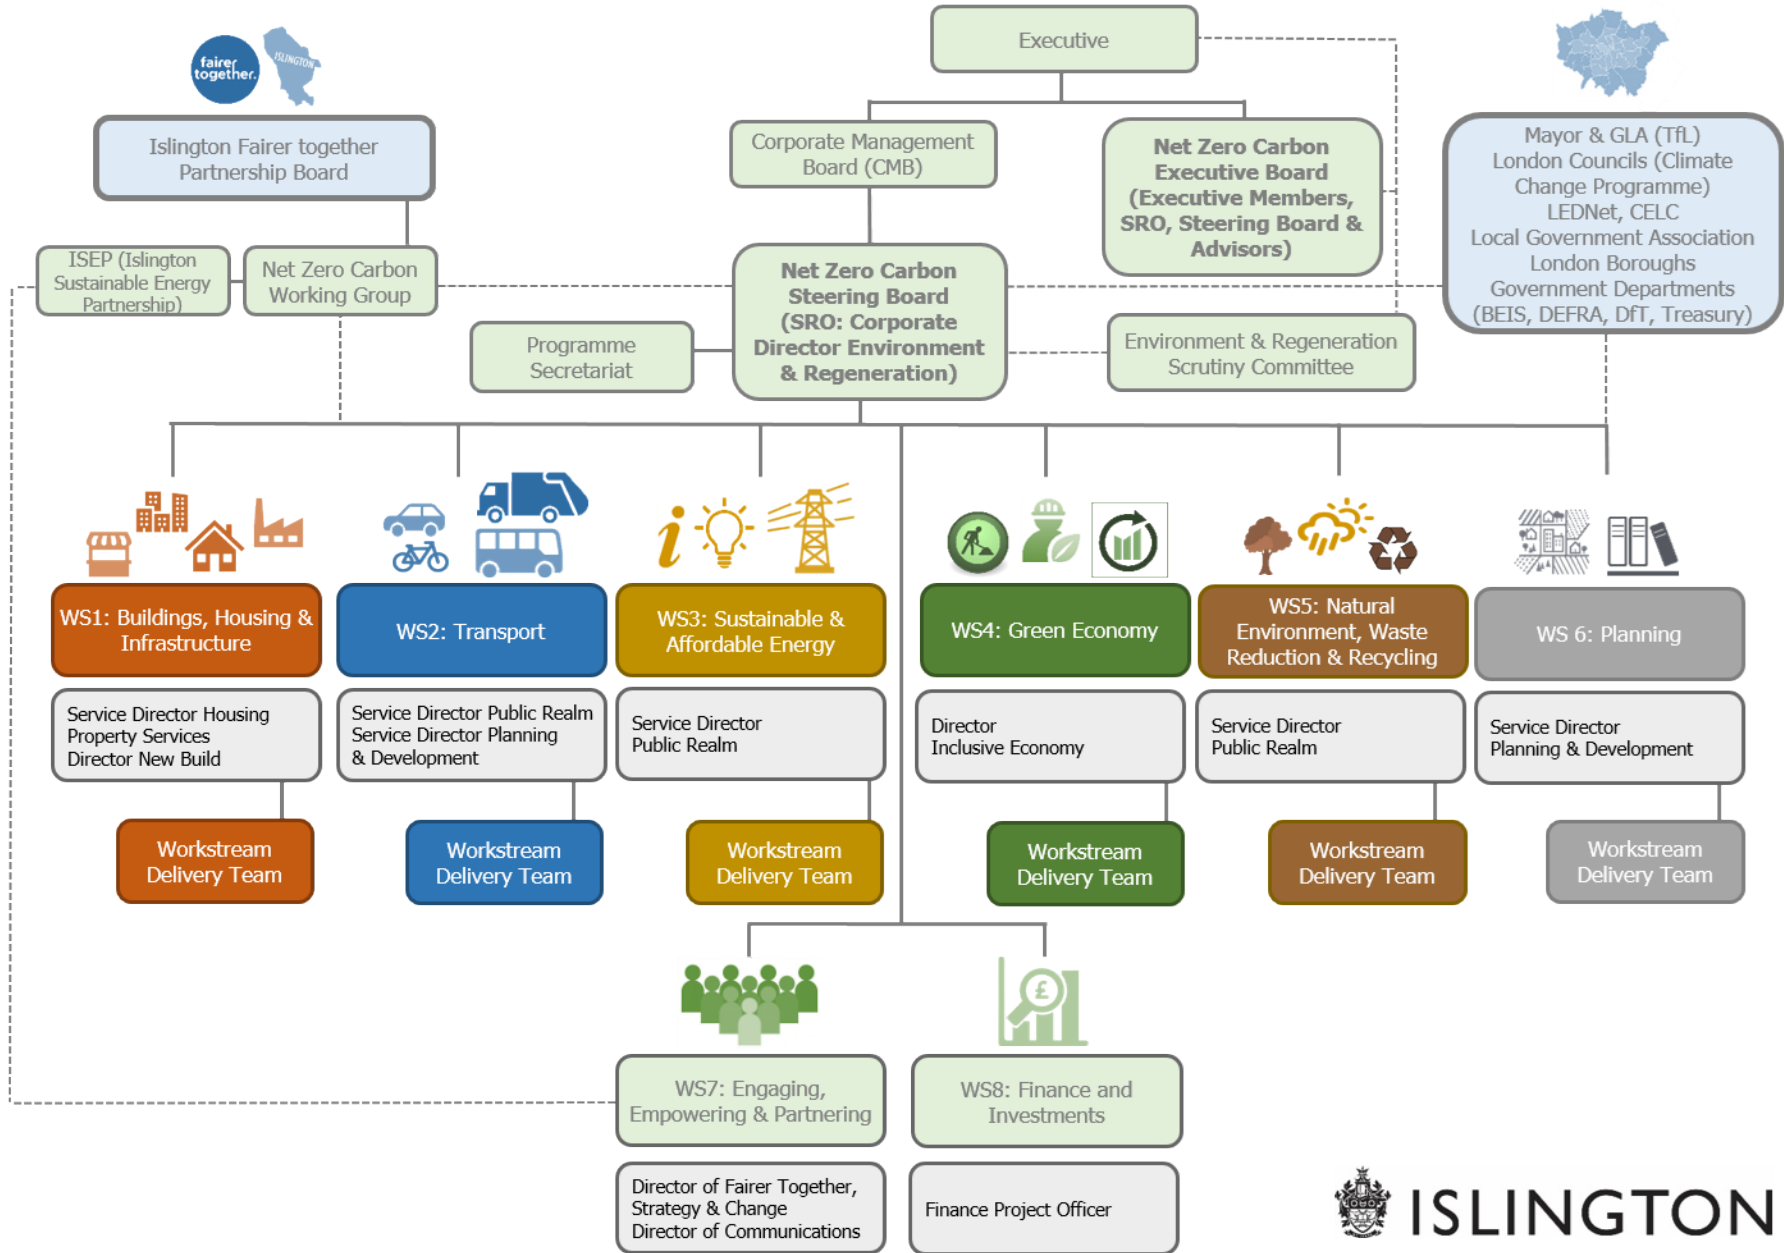 Executive
fairer
together.
ISLINGTON
Islington Fairer together
Partnership Board
Corporate Management
Board (CMB)
Net Zero Carbon
Executive Board
(Executive Members,
SRO, Steering Board &
Advisors)
Mayor & GLA (TfL)
London Councils (Climate
Change Programme)
LEDNet, CELC
Local Government Association
London Boroughs
Government Departments
(BEIS, DEFRA, DfT, Treasury)
ISEP (Islington
Sustainable Energy
Partnership)
Net Zero Carbon
Working Group
Net Zero Carbon
Steering Board
(SRO: Corporate
Director Environment
& Regeneration)
Programme
Secretariat
Environment & Regeneration
Scrutiny Committee
WS1: Buildings, Housing &
Infrastructure
WS2: Transport
WS3: Sustainable &
Affordable Energy
WS4: Green Economy
WS5: Natural
Environment, Waste
Reduction & Recycling
WS 6: Planning
Service Director Housing
Property Services
Director New Build
Service Director Public Realm
Service Director Planning
& Development
Service Director
Public Realm
Director
Inclusive Economy
Service Director
Public Realm
Service Director
Planning & Development
Workstream
Delivery Team
Workstream
Delivery Team
Workstream
Delivery Team
Workstream
Delivery Team
Workstream
Delivery Team
Workstream
Delivery Team
£
WS7: Engaging,
Empowering & Partnering
WS8: Finance and
Investments
Director of Fairer Together,
Strategy & Change
Director of Communications
Finance Project Officer
ISLINGTON